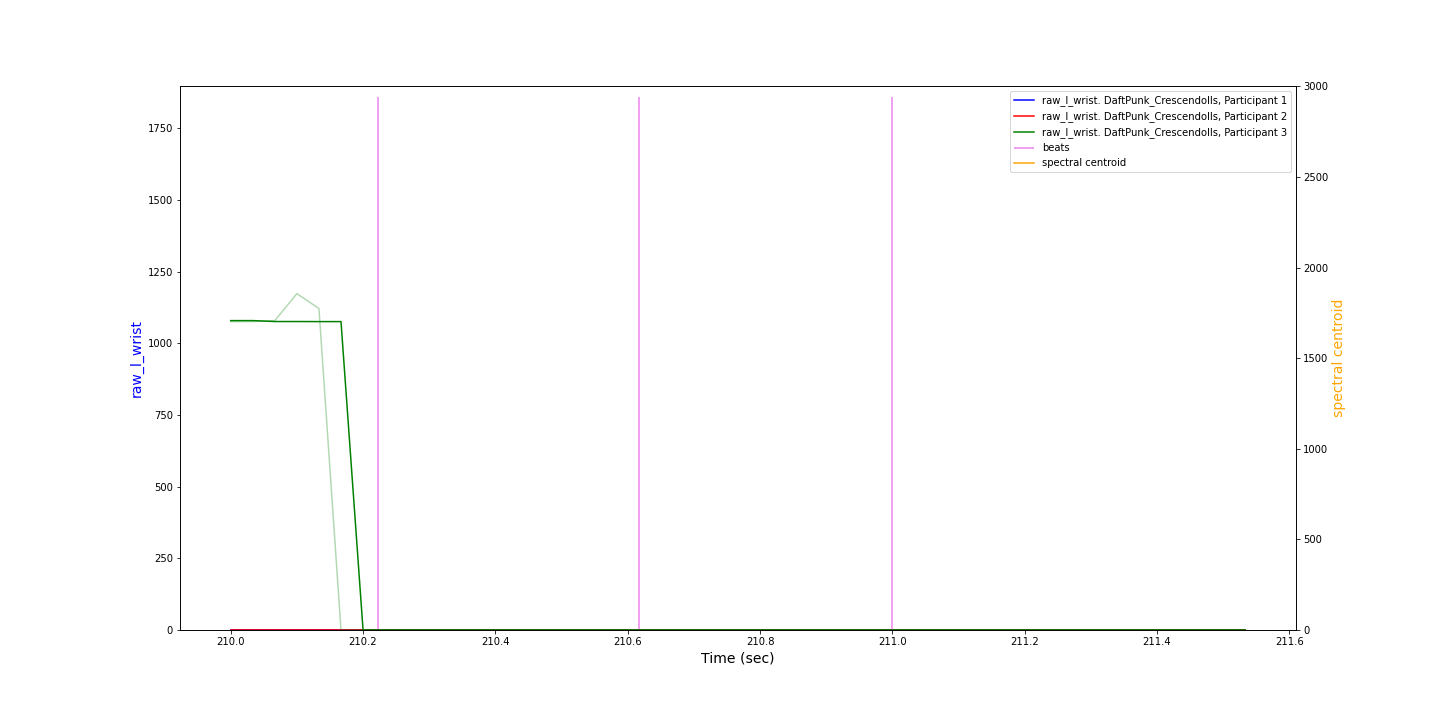 raw_l_wrist. DaftPunk_Crescendolls, Participant 1
raw_l_wrist. DaftPunk_Crescendolls, Participant 2
raw_l_wrist. DaftPunk_Crescendolls, Participant 3
beats
spectral centroid
raw_l_wrist
1750
1500
1250
1000
750
500
250
0
3000
2500
2000
1500
1000
500
0
spectral centroid
210.0 210.2 210.4 210.6 210.8 211.0 211.2 211.4 211.6
Time (sec)